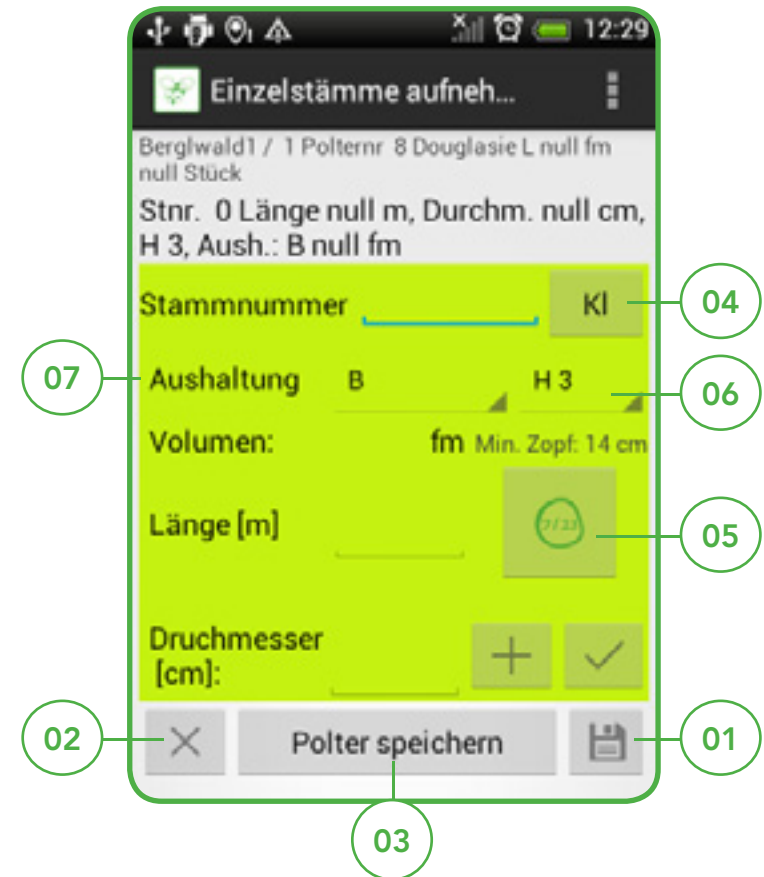 12:29
Einzelstämme aufneh...
Berglwald1 / 1 Polternr 8 Douglasie L null fm
null Stück
Stnr. 0 Länge null m, Durchm. null cm,
H 3, Aush.: B null fm
Stammnummer Kl 04
07 Aushaltung B H 3 06
Volumen: fm Min. Zopf: 14 cm
Länge [m] 7/23 05
Druchmesser
[cm]:
02 Polter speichern 01
03